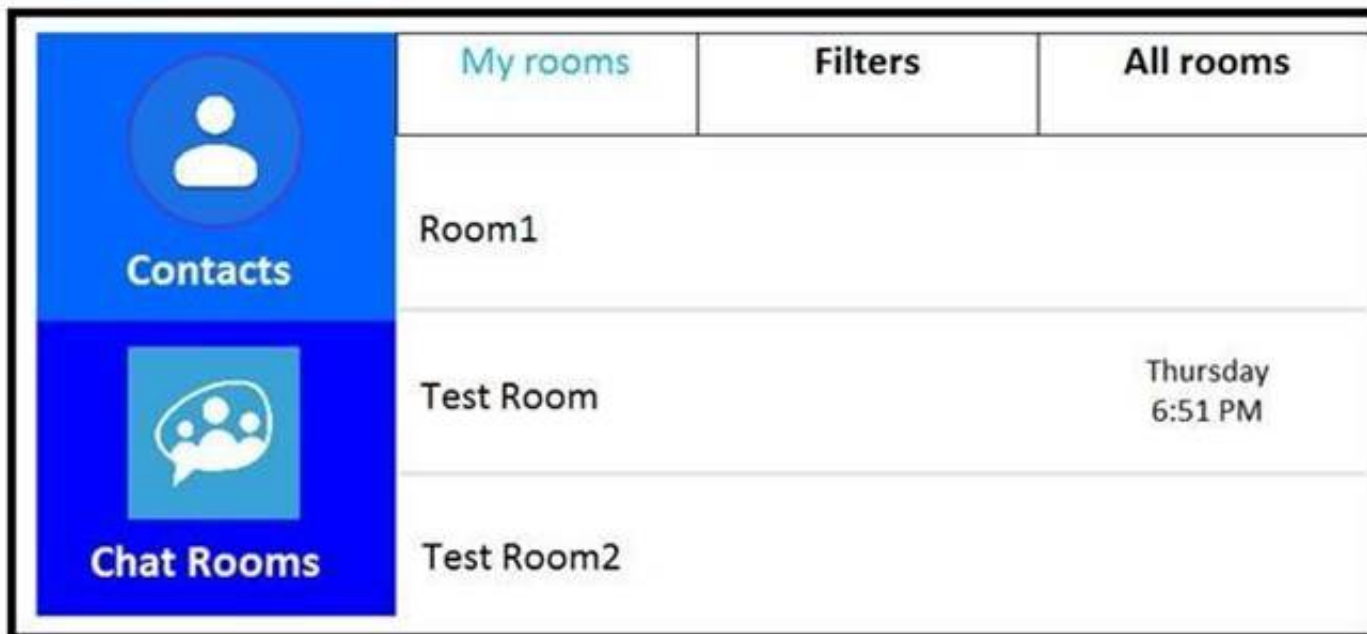 My rooms
Filters
All rooms
Contacts
Room1
Test Room
Thursday
6:51 PM
Chat Rooms
Test Room2